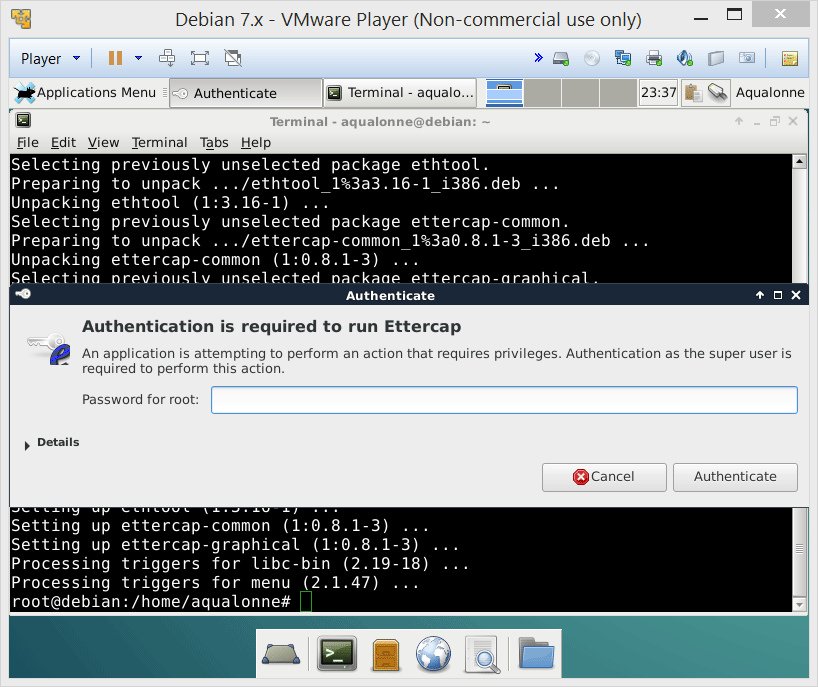 Debian 7.x - VMware Player (Non-commercial use only)
Player
Applications Menu
Authenticate
Terminal - aqualo...
23:37
Aqualonne
Terminal - aqualonne@debian: ~
File Edit View Terminal Tabs Help
Selecting previously unselected package ethtool.
Preparing to unpack .../ethtool_1%3a3.16-1_i386.deb ...
Unpacking ethtool (1:3.16-1) ...
Selecting previously unselected package ettercap-common.
Preparing to unpack .../ettercap-common_1%3a0.8.1-3_i386.deb ...
Unpacking ettercap-common (1:0.8.1-3) ...
Selecting previously unselected package ettercap-graphical.
Authenticate
Authentication is required to run Ettercap
An application is attempting to perform an action that requires privileges. Authentication as the super user is
required to perform this action.
Password for root:
Details
Cancel
Authenticate
Setting up ethtool (1:3.16-1) ...
Setting up ettercap-common (1:0.8.1-3) ...
Setting up ettercap-graphical (1:0.8.1-3) ...
Processing triggers for libc-bin (2.19-18) ...
Processing triggers for menu (2.1.47) ...
root@debian:/home/aqualonne#